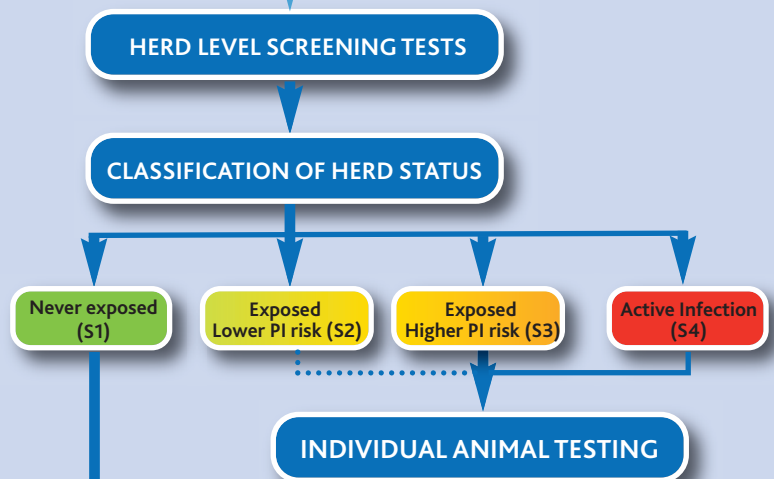 HERD LEVEL SCREENING TESTS
CLASSIFICATION OF HERD STATUS
Never exposed
(S1)
Exposed
Lower PI risk (S2)
Exposed
Higher PI risk (S3)
Active Infection
(S4)
INDIVIDUAL ANIMAL TESTING